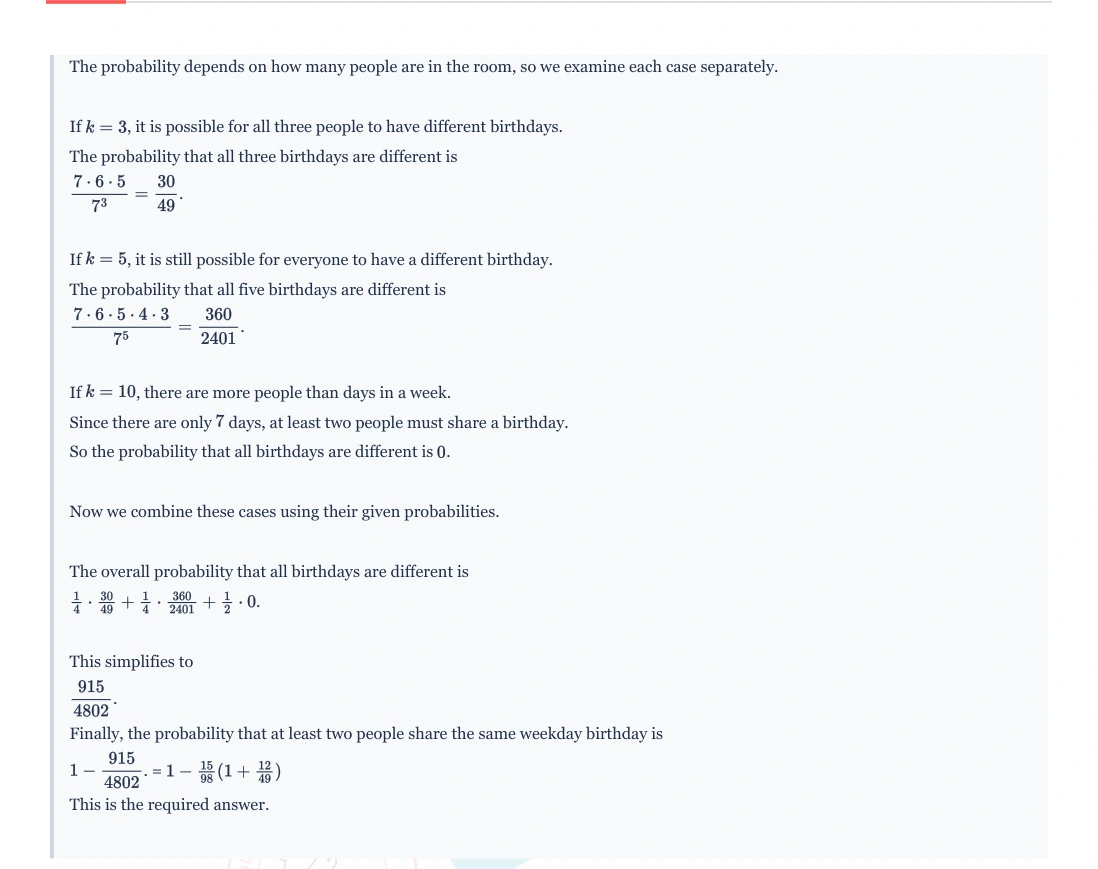 The probability depends on how many people are in the room, so we examine each case separately.
If k = 3, it is possible for all three people to have different birthdays.
The probability that all three birthdays are different is
7 · 6 · 5 / 7³ = 30/49.
If k = 5, it is still possible for everyone to have a different birthday.
The probability that all five birthdays are different is
7 · 6 · 5 · 4 · 3 / 7⁵ = 360/2401.
If k = 10, there are more people than days in a week.
Since there are only 7 days, at least two people must share a birthday.
So the probability that all birthdays are different is 0.
Now we combine these cases using their given probabilities.
The overall probability that all birthdays are different is
1/4 · 30/49 + 1/4 · 360/2401 + 1/2 · 0.
This simplifies to
915/4802.
Finally, the probability that at least two people share the same weekday birthday is
1 − 915/4802. = 1 − 15/98 (1 + 12/49)
This is the required answer.